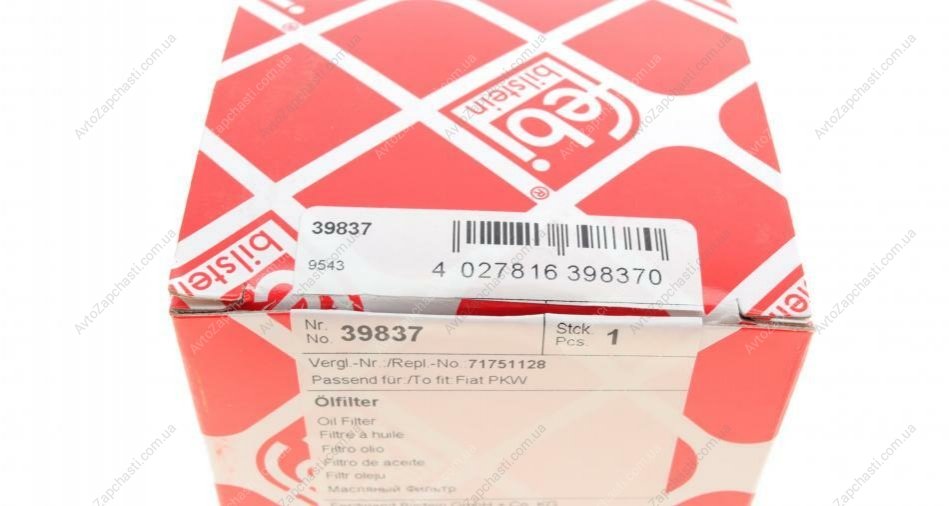 febi
bilstein
®
39837
9543
4 027816 398370
bilstein
Nr.
No. 39837
Stck.
Pcs. 1
Vergl.-Nr.:/Repl.-No.:71751128
Passend für:/To fit:Fiat PKW
Ölfilter
Oil Filter
Filtre à huile
Filtro olio
Filtro de aceite
Filtr oleju
Масляный Фильтр
AvtoZapchasti.com.ua